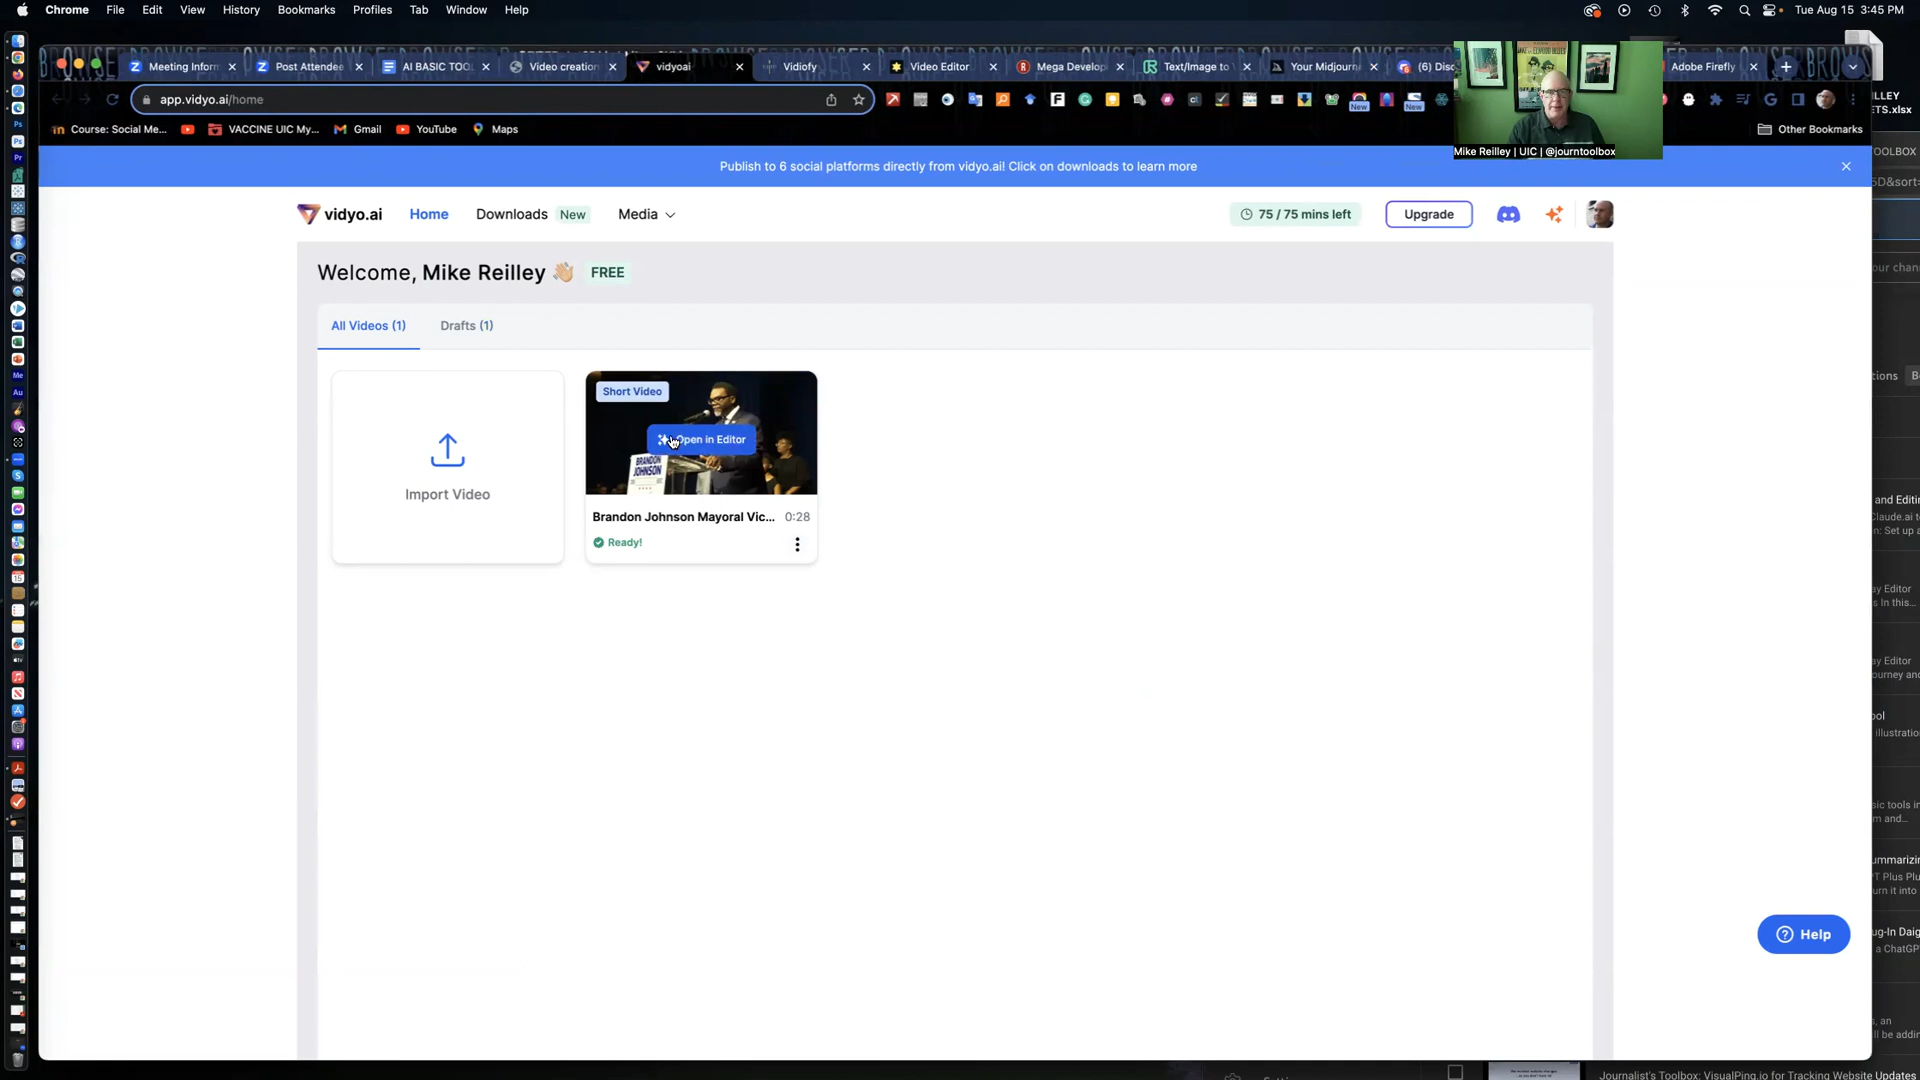 Chrome File Edit View History Bookmarks Profiles Tab Window Help
Tue Aug 15 3:45 PM
Meeting Inform
Post Attendee
AI BASIC TOOL
Video creation
vidyoai
Vidiofy
Video Editor
Mega Develop
Text/Image to
Your Midjourn
(6) Disc
Adobe Firefly
app.vidyo.ai/home
New
New
Mike Reilley | UIC | @journtoolbox
Course: Social Me...
VACCINE UIC My...
Gmail
YouTube
Maps
Other Bookmarks
Publish to 6 social platforms directly from vidyo.ai! Click on downloads to learn more
vidyo.ai
Home
Downloads New
Media
75 / 75 mins left
Upgrade
Welcome, Mike Reilley 👋 FREE
All Videos (1)
Drafts (1)
Import Video
Short Video
Open in Editor
BRANDON
JOHNSON
Brandon Johnson Mayoral Vic... 0:28
Ready!
Help
Journalist's Toolbox: VisualPing.io for Tracking Website Updates